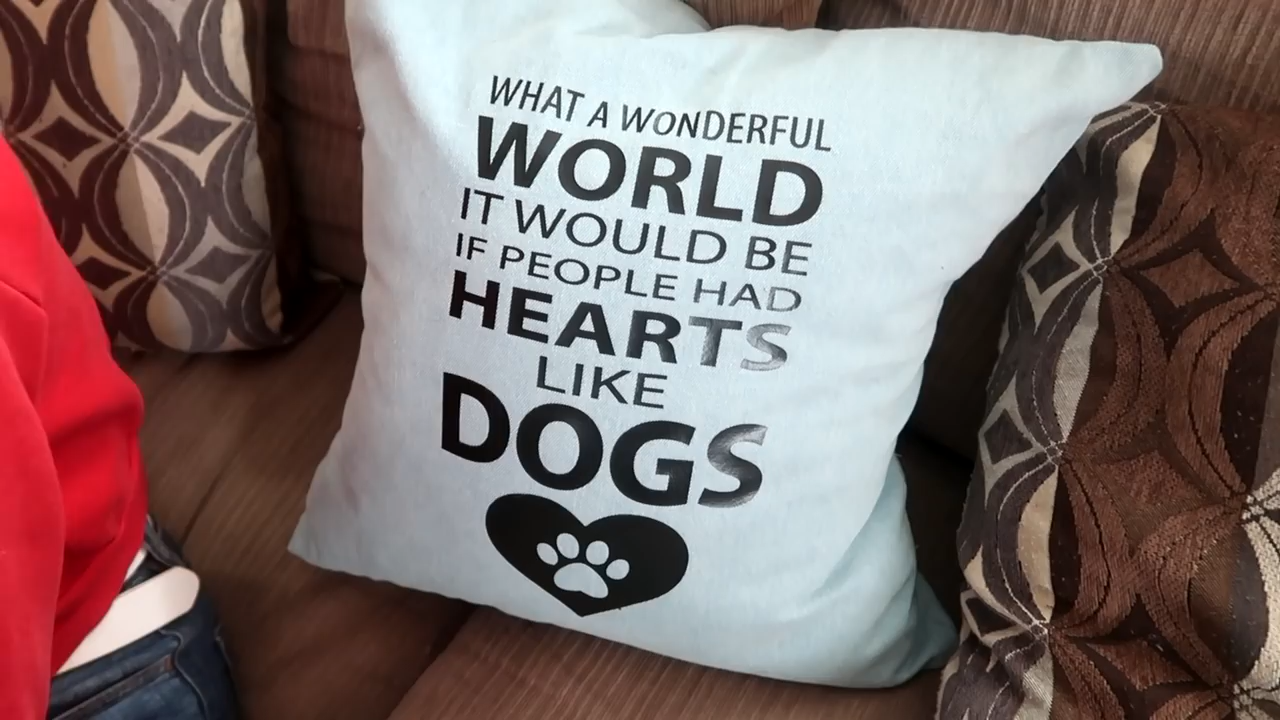 WHAT A WONDERFUL
WORLD
IT WOULD BE
IF PEOPLE HAD
HEARTS
LIKE
DOGS